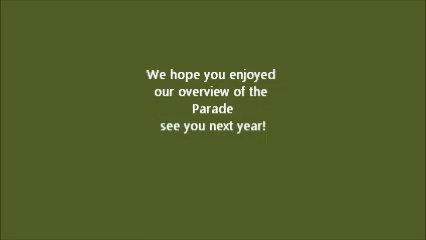 We hope you enjoyed
our overview of the
Parade
see you next year!